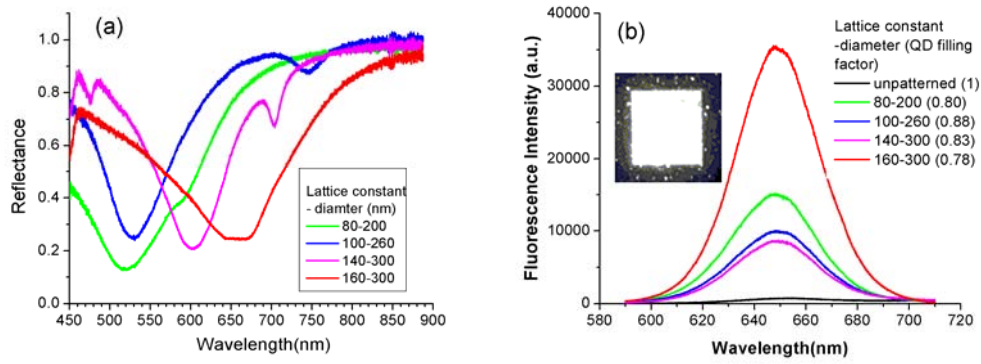 (a)
1.0
0.8
0.6
0.4
0.2
0.0
Reflectance
450 500 550 600 650 700 750 800 850 900
Wavelength(nm)
Lattice constant
- diamter (nm)
80-200
100-260
140-300
160-300
(b)
40000
30000
20000
10000
0
Fluorescence Intensity (a.u.)
580 600 620 640 660 680 700 720
Wavelength(nm)
Lattice constant
-diameter (QD filling
factor)
unpatterned (1)
80-200 (0.80)
100-260 (0.88)
140-300 (0.83)
160-300 (0.78)